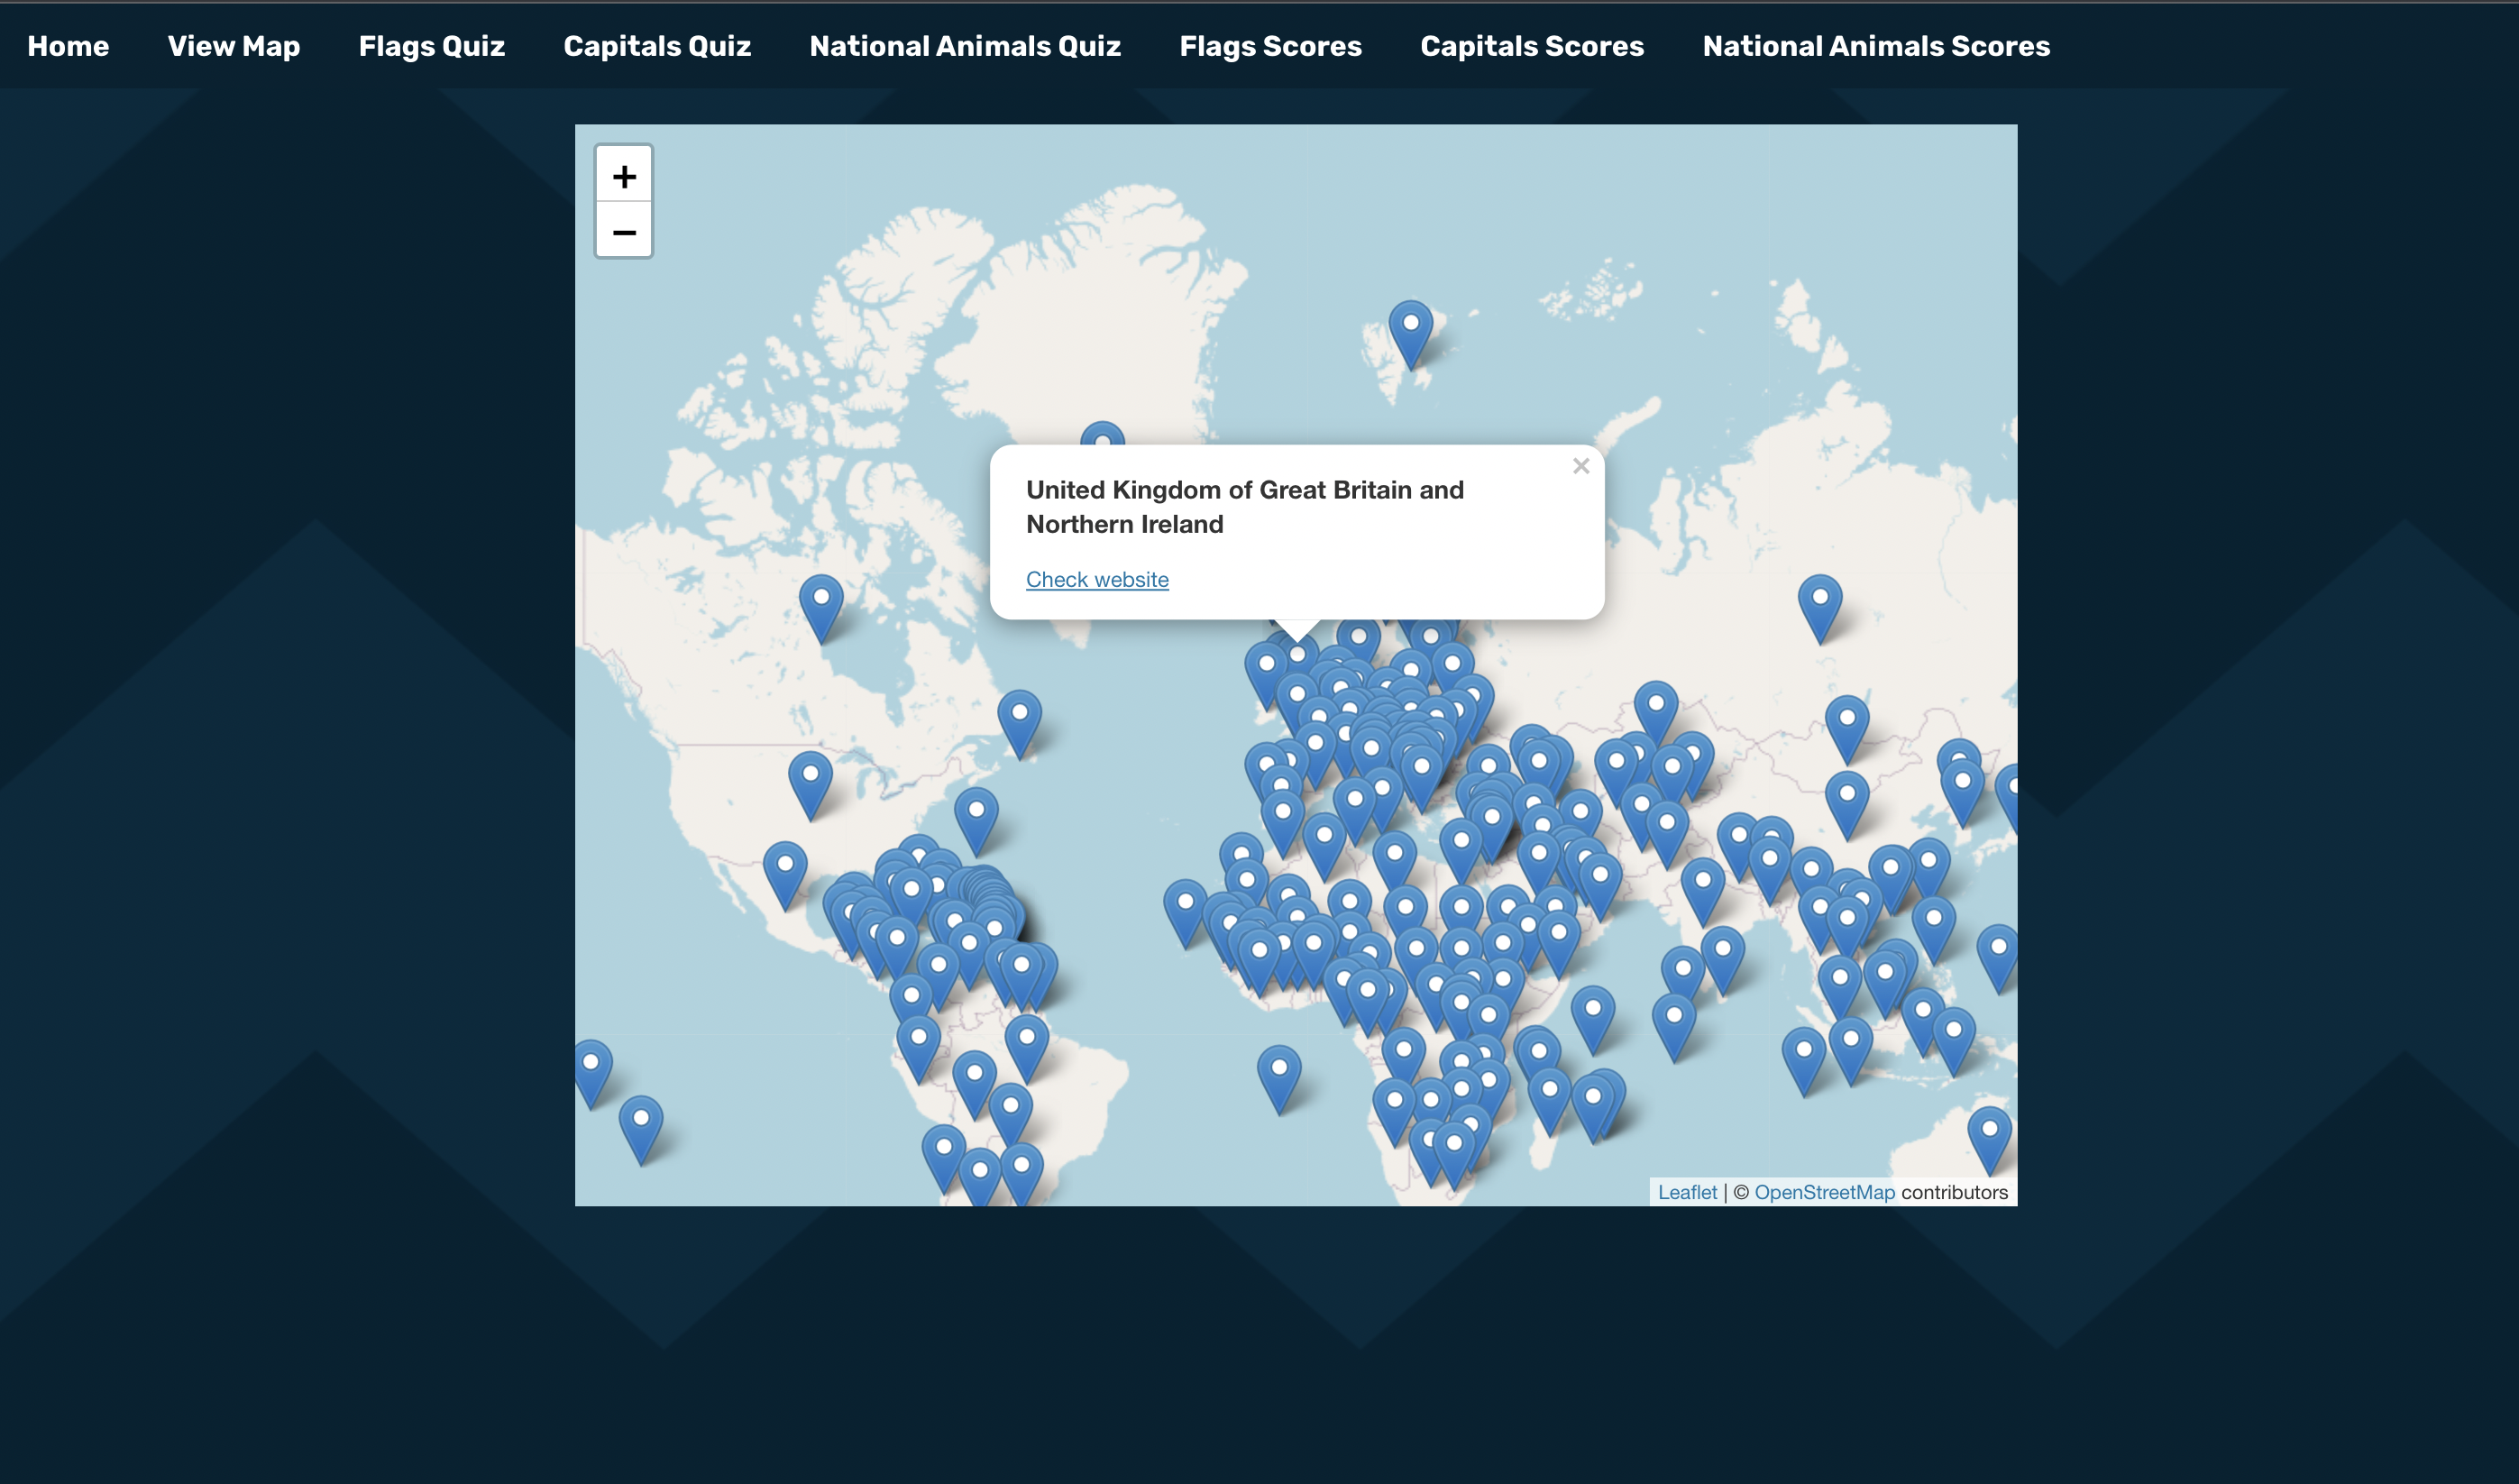 Home View Map Flags Quiz Capitals Quiz National Animals Quiz Flags Scores Capitals Scores National Animals Scores
+
−
×
United Kingdom of Great Britain and
Northern Ireland
Check website
Leaflet | © OpenStreetMap contributors